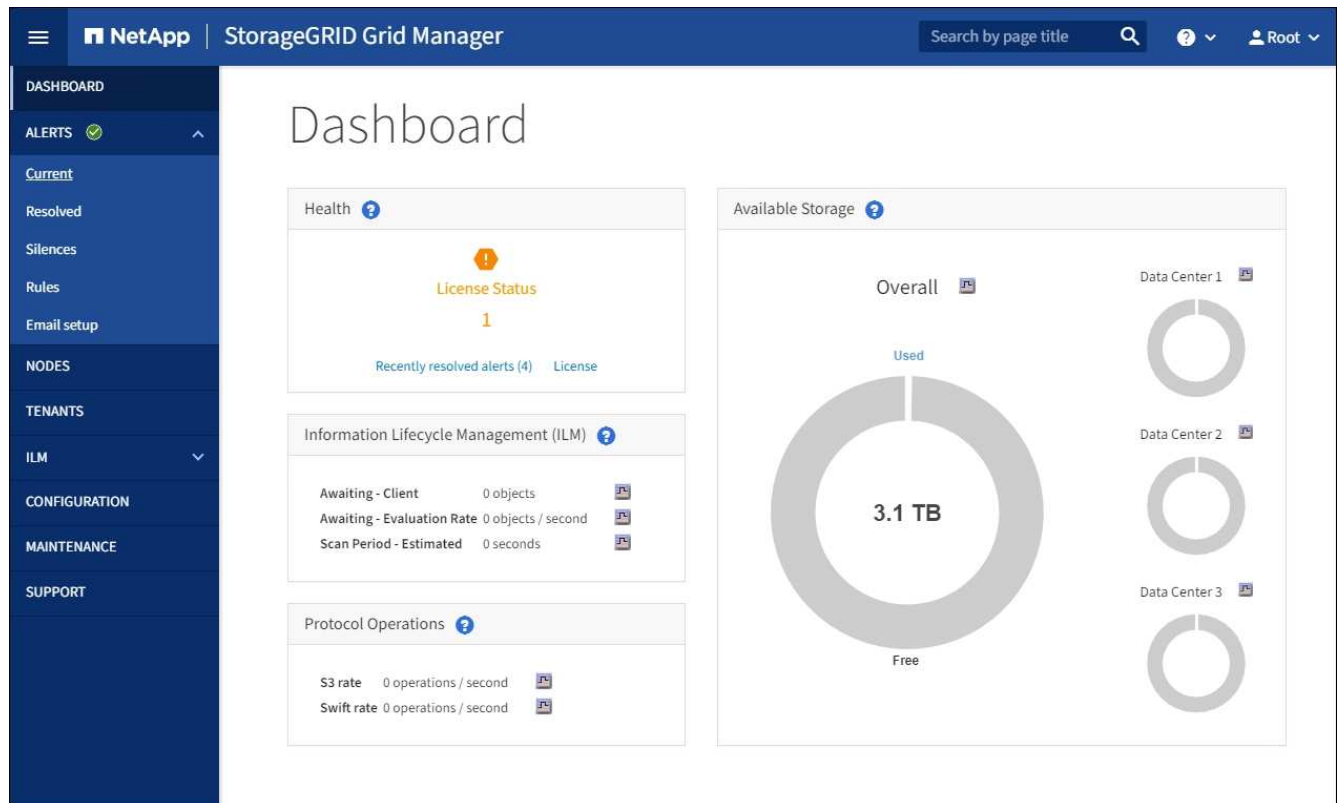 NetApp | StorageGRID Grid Manager
Search by page title
Root
DASHBOARD
ALERTS
Current
Resolved
Silences
Rules
Email setup
NODES
TENANTS
ILM
CONFIGURATION
MAINTENANCE
SUPPORT
Dashboard
Health
License Status
1
Recently resolved alerts (4) License
Information Lifecycle Management (ILM)
Awaiting - Client 0 objects
Awaiting - Evaluation Rate 0 objects / second
Scan Period - Estimated 0 seconds
Protocol Operations
S3 rate 0 operations / second
Swift rate 0 operations / second
Available Storage
Overall
Used
3.1 TB
Free
Data Center 1
Data Center 2
Data Center 3